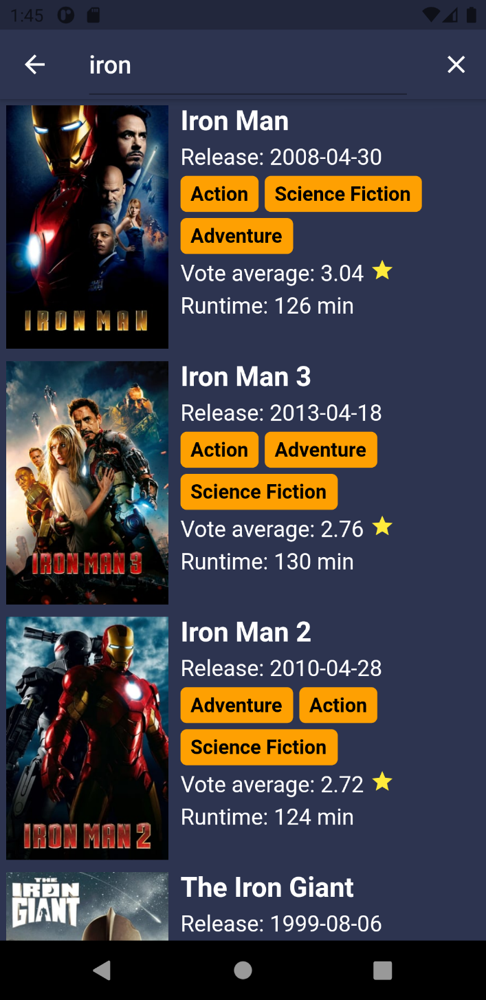 1:45
iron
IRON MAN
Iron Man
Release: 2008-04-30
Action Science Fiction
Adventure
Vote average: 3.04
Runtime: 126 min
IRON MAN 3
Iron Man 3
Release: 2013-04-18
Action Adventure
Science Fiction
Vote average: 2.76
Runtime: 130 min
IRON MAN 2
Iron Man 2
Release: 2010-04-28
Adventure Action
Science Fiction
Vote average: 2.72
Runtime: 124 min
THE
IRON
GIANT
The Iron Giant
Release: 1999-08-06